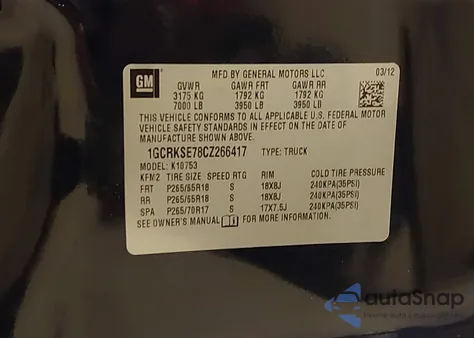 GM
MFD BY GENERAL MOTORS LLC 03/12
GVWR GAWR FRT GAWR RR
3175 KG 1792 KG 1792 KG
7000 LB 3950 LB 3950 LB
THIS VEHICLE CONFORMS TO ALL APPLICABLE U.S. FEDERAL MOTOR
VEHICLE SAFETY STANDARDS IN EFFECT ON THE DATE OF
MANUFACTURE SHOWN ABOVE.
1GCRKSE78CZ266417 TYPE: TRUCK
MODEL: K10753
KFM2 TIRE SIZE SPEED RTG RIM COLD TIRE PRESSURE
FRT P265/65R18 S 18X8J 240KPA(35PSI)
RR P265/65R18 S 18X8J 240KPA(35PSI)
SPA P265/70R17 S 17X7.5J 240KPA(35PSI)
SEE OWNER'S MANUAL FOR MORE INFORMATION.
autaSnap